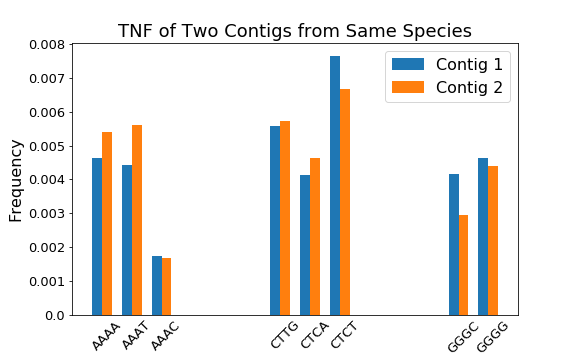 TNF of Two Contigs from Same Species
Frequency
0.008
0.007
0.006
0.005
0.004
0.003
0.002
0.001
0.0
Contig 1
Contig 2
AAAA
AAAT
AAAC
CTTG
CTCA
CTCT
GGGC
GGGG